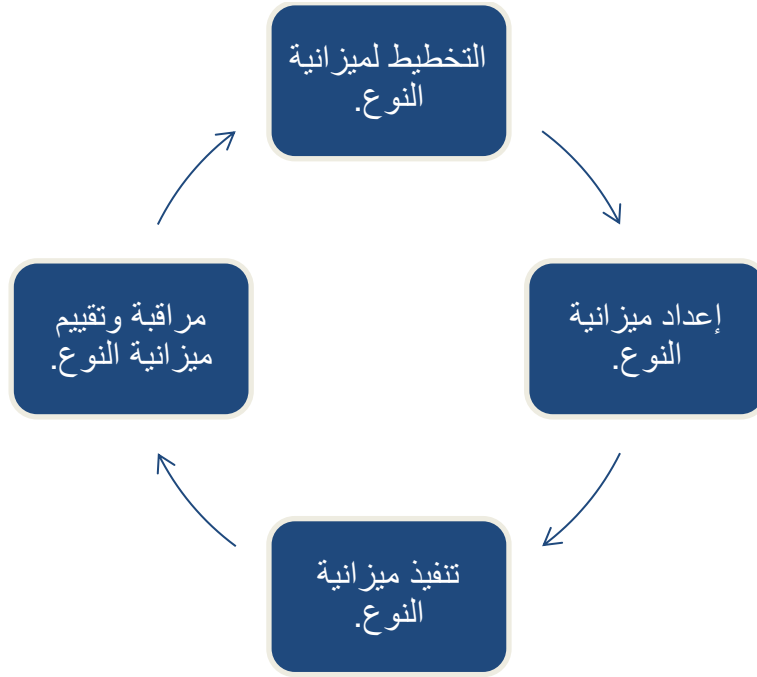 التخطيط لميزانية
النوع.
إعداد ميزانية
النوع.
تنفيذ ميزانية
النوع.
مراقبة وتقييم
ميزانية النوع.